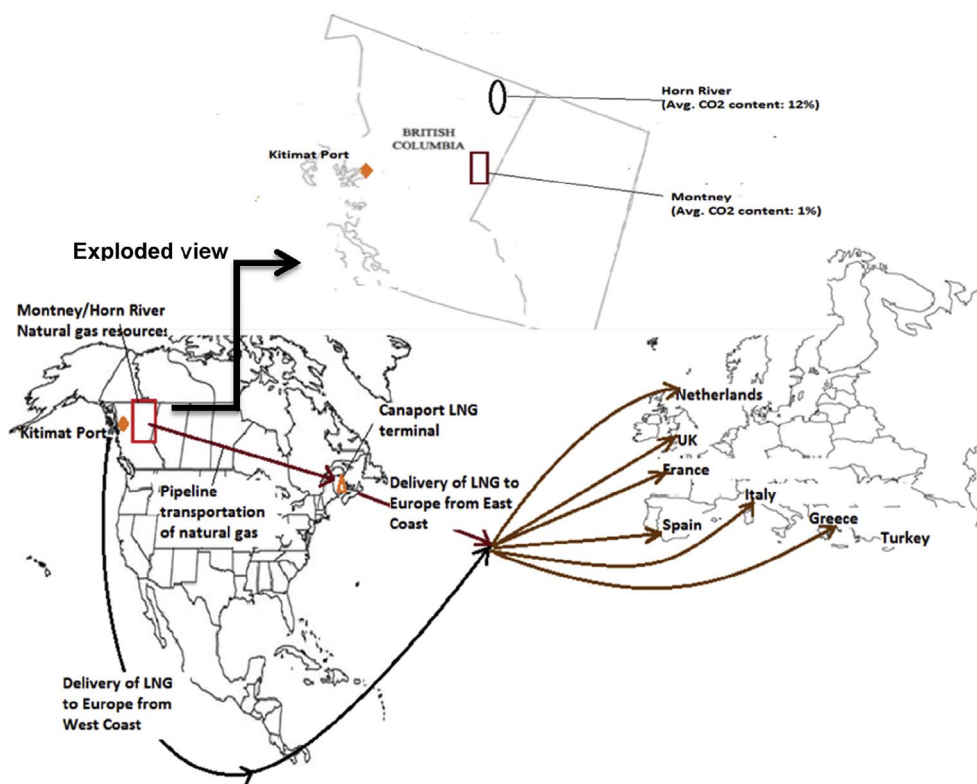 Horn River
(Avg. CO2 content: 12%)
BRITISH
COLUMBIA
Kitimat Port
Montney
(Avg. CO2 content: 1%)
Exploded view
Montney/Horn River
Natural gas resources
Kitimat Port
Canaport LNG
terminal
Pipeline
transportation
of natural gas
Delivery of LNG to
Europe from East
Coast
Delivery of LNG
to Europe from
West Coast
Netherlands
UK
France
Spain
Italy
Greece
Turkey